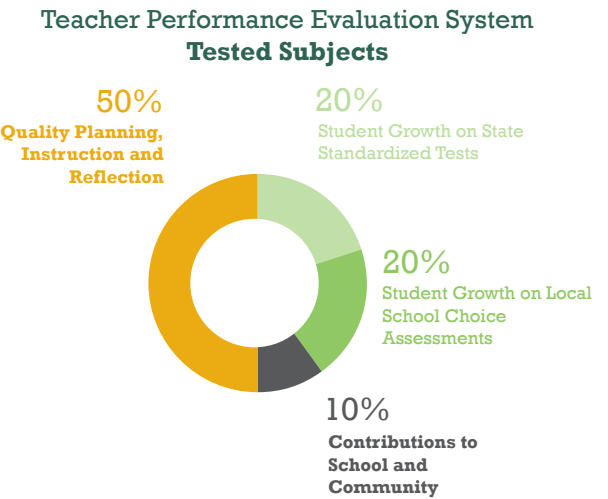 Teacher Performance Evaluation System
Tested Subjects
50%
Quality Planning,
Instruction and
Reflection
20%
Student Growth on State
Standardized Tests
20%
Student Growth on Local
School Choice
Assessments
10%
Contributions to
School and
Community